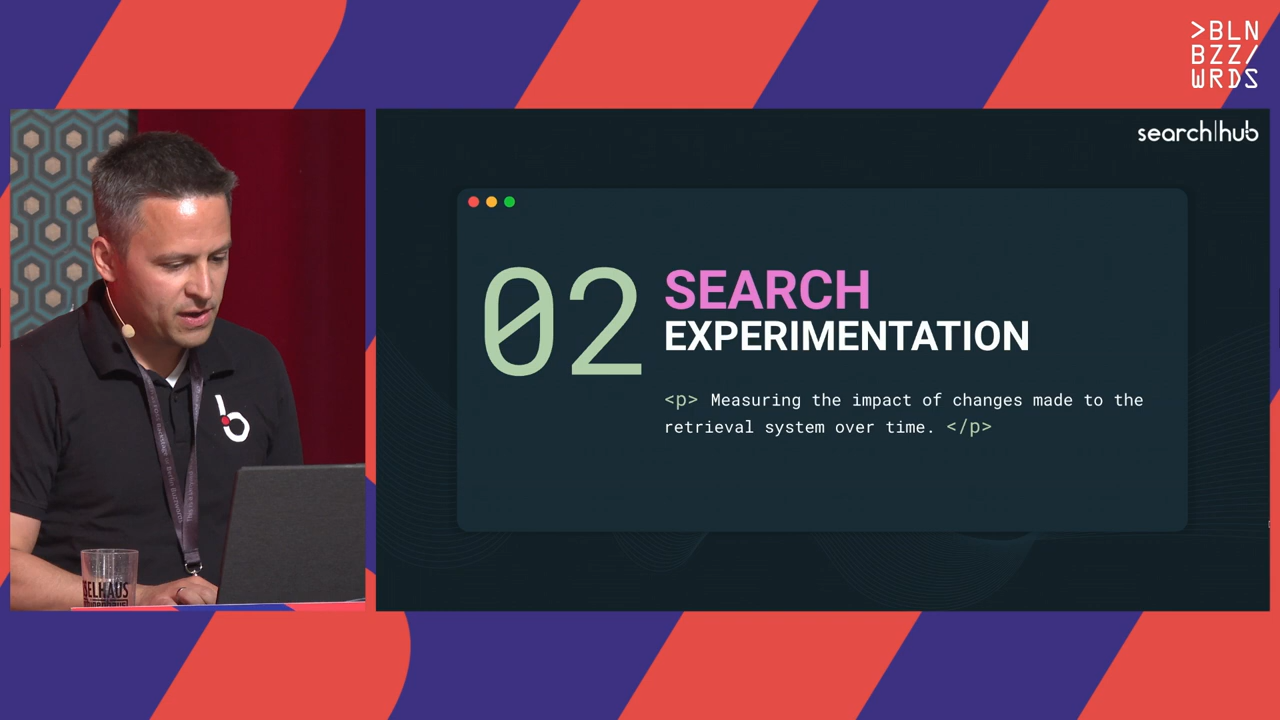 >BLN
BZZ/
WRDS
search|hub
02
SEARCH
EXPERIMENTATION
<p> Measuring the impact of changes made to the
retrieval system over time. </p>
b